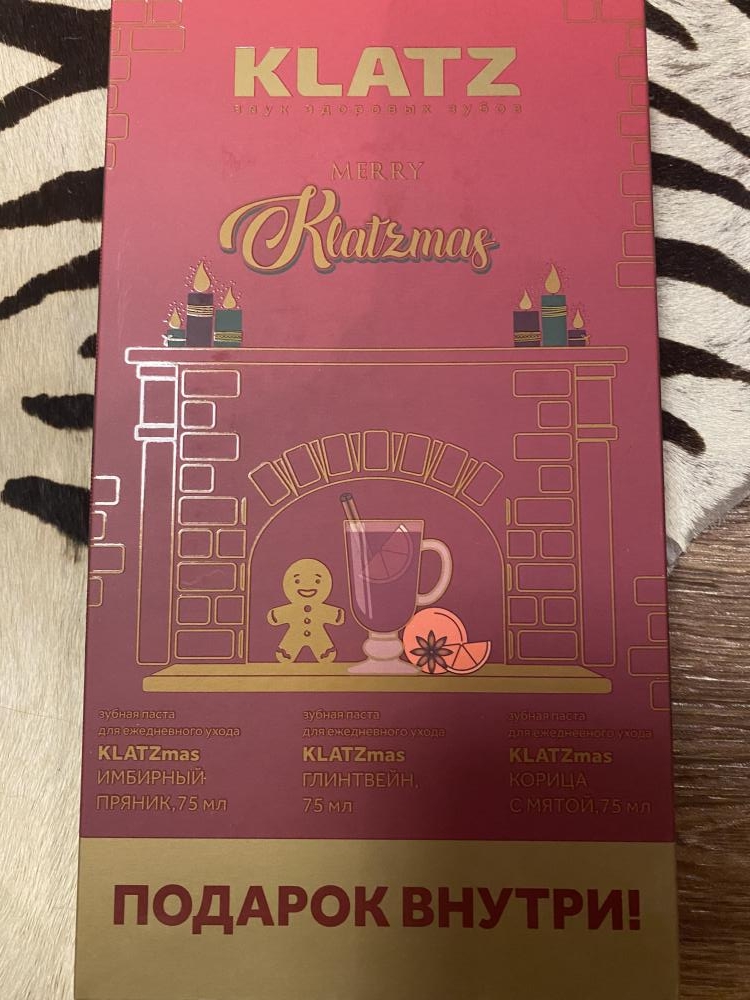 KLATZ
звук здоровых зубов
MERRY
Klatzmas
зубная паста
для ежедневного ухода
KLATZmas
ИМБИРНЫЙ
ПРЯНИК, 75 мл
зубная паста
для ежедневного ухода
KLATZmas
ГЛИНТВЕЙН,
75 мл
зубная паста
для ежедневного ухода
KLATZmas
КОРИЦА
С МЯТОЙ, 75 мл
ПОДАРОК ВНУТРИ!